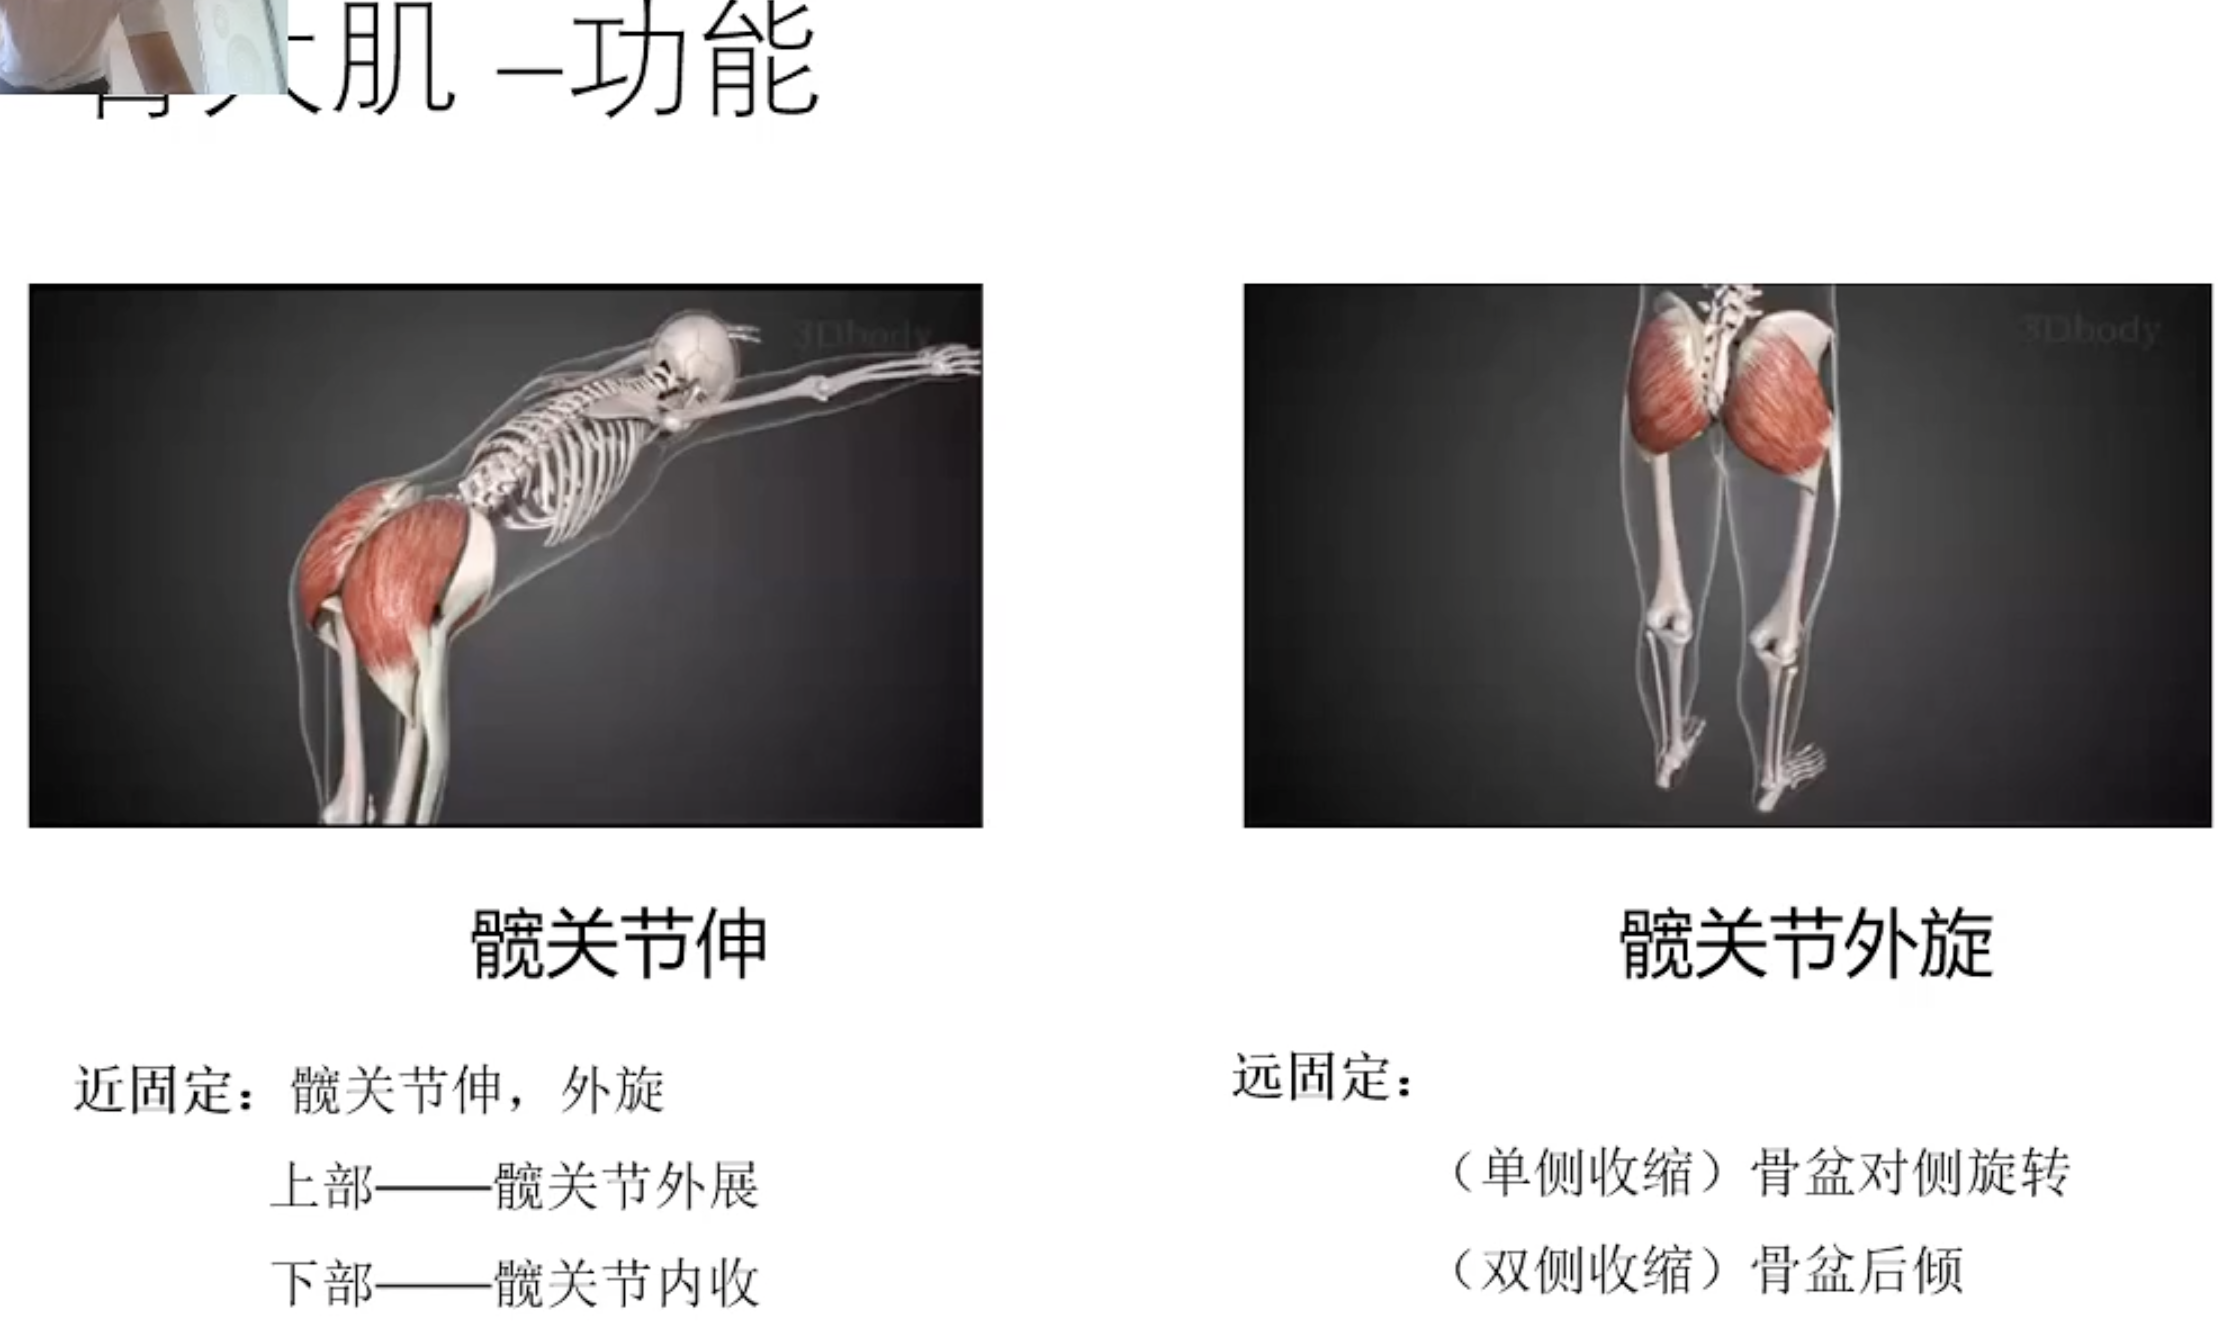 臀大肌 –功能
3Dbody
3Dbody
髋关节伸
髋关节外旋
近固定：髋关节伸，外旋
上部——髋关节外展
下部——髋关节内收
远固定：
（单侧收缩）骨盆对侧旋转
（双侧收缩）骨盆后倾